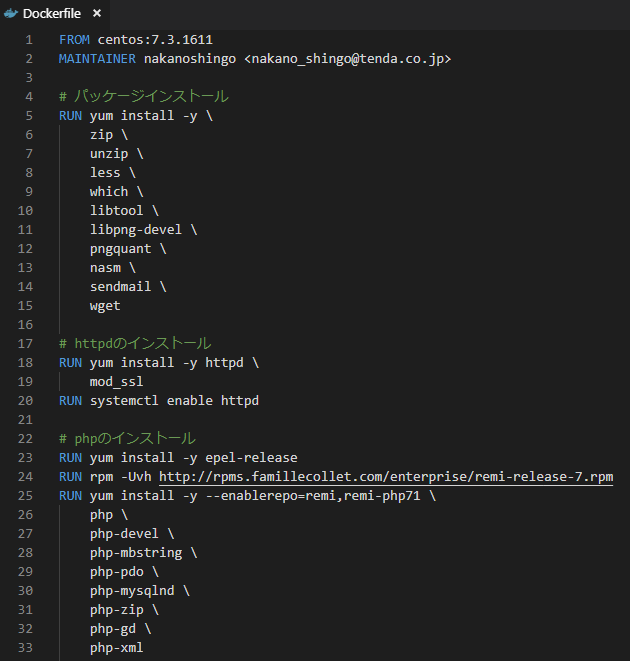 Dockerfile ×
1 FROM centos:7.3.1611
2 MAINTAINER nakanoshingo <nakano_shingo@tenda.co.jp>
3
4 # パッケージインストール
5 RUN yum install -y \
6 zip \
7 unzip \
8 less \
9 which \
10 libtool \
11 libpng-devel \
12 pngquant \
13 nasm \
14 sendmail \
15 wget
16
17 # httpdのインストール
18 RUN yum install -y httpd \
19 mod_ssl
20 RUN systemctl enable httpd
21
22 # phpのインストール
23 RUN yum install -y epel-release
24 RUN rpm -Uvh http://rpms.famillecollet.com/enterprise/remi-release-7.rpm
25 RUN yum install -y --enablerepo=remi,remi-php71 \
26 php \
27 php-devel \
28 php-mbstring \
29 php-pdo \
30 php-mysqlnd \
31 php-zip \
32 php-gd \
33 php-xml